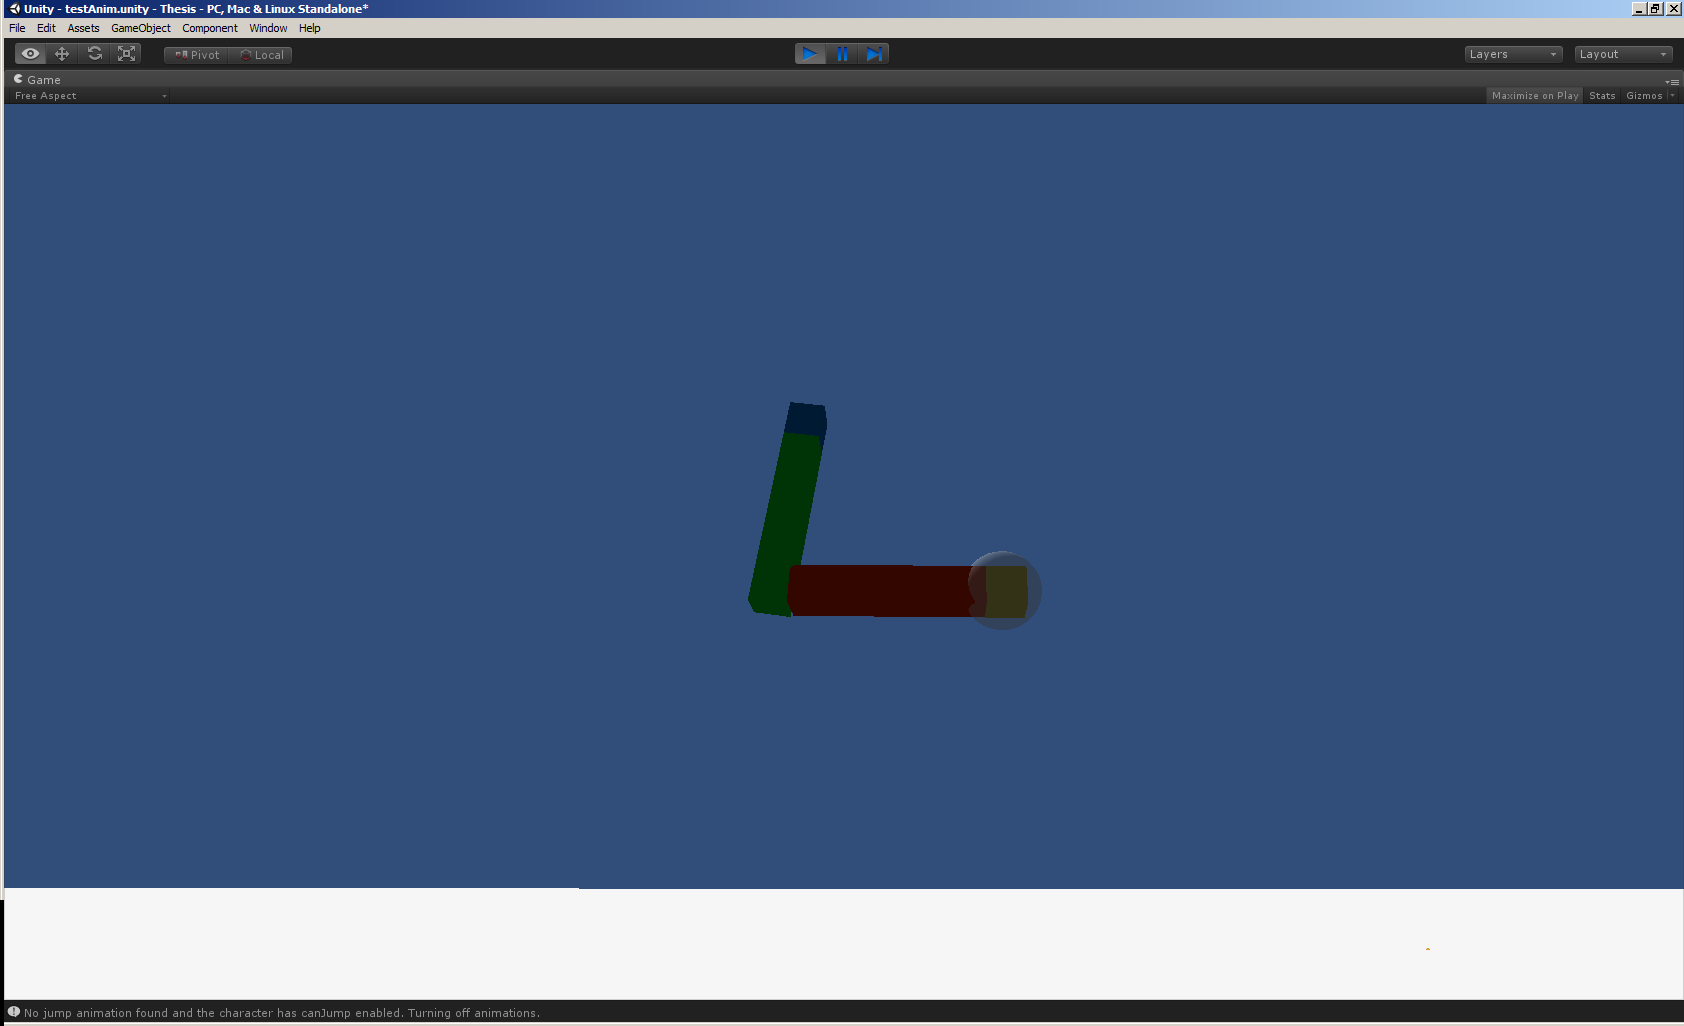 Unity - testAnim.unity - Thesis - PC, Mac & Linux Standalone*
File Edit Assets GameObject Component Window Help
Pivot Local Layers Layout
Game
Free Aspect Maximize on Play Stats Gizmos
No jump animation found and the character has canJump enabled. Turning off animations.